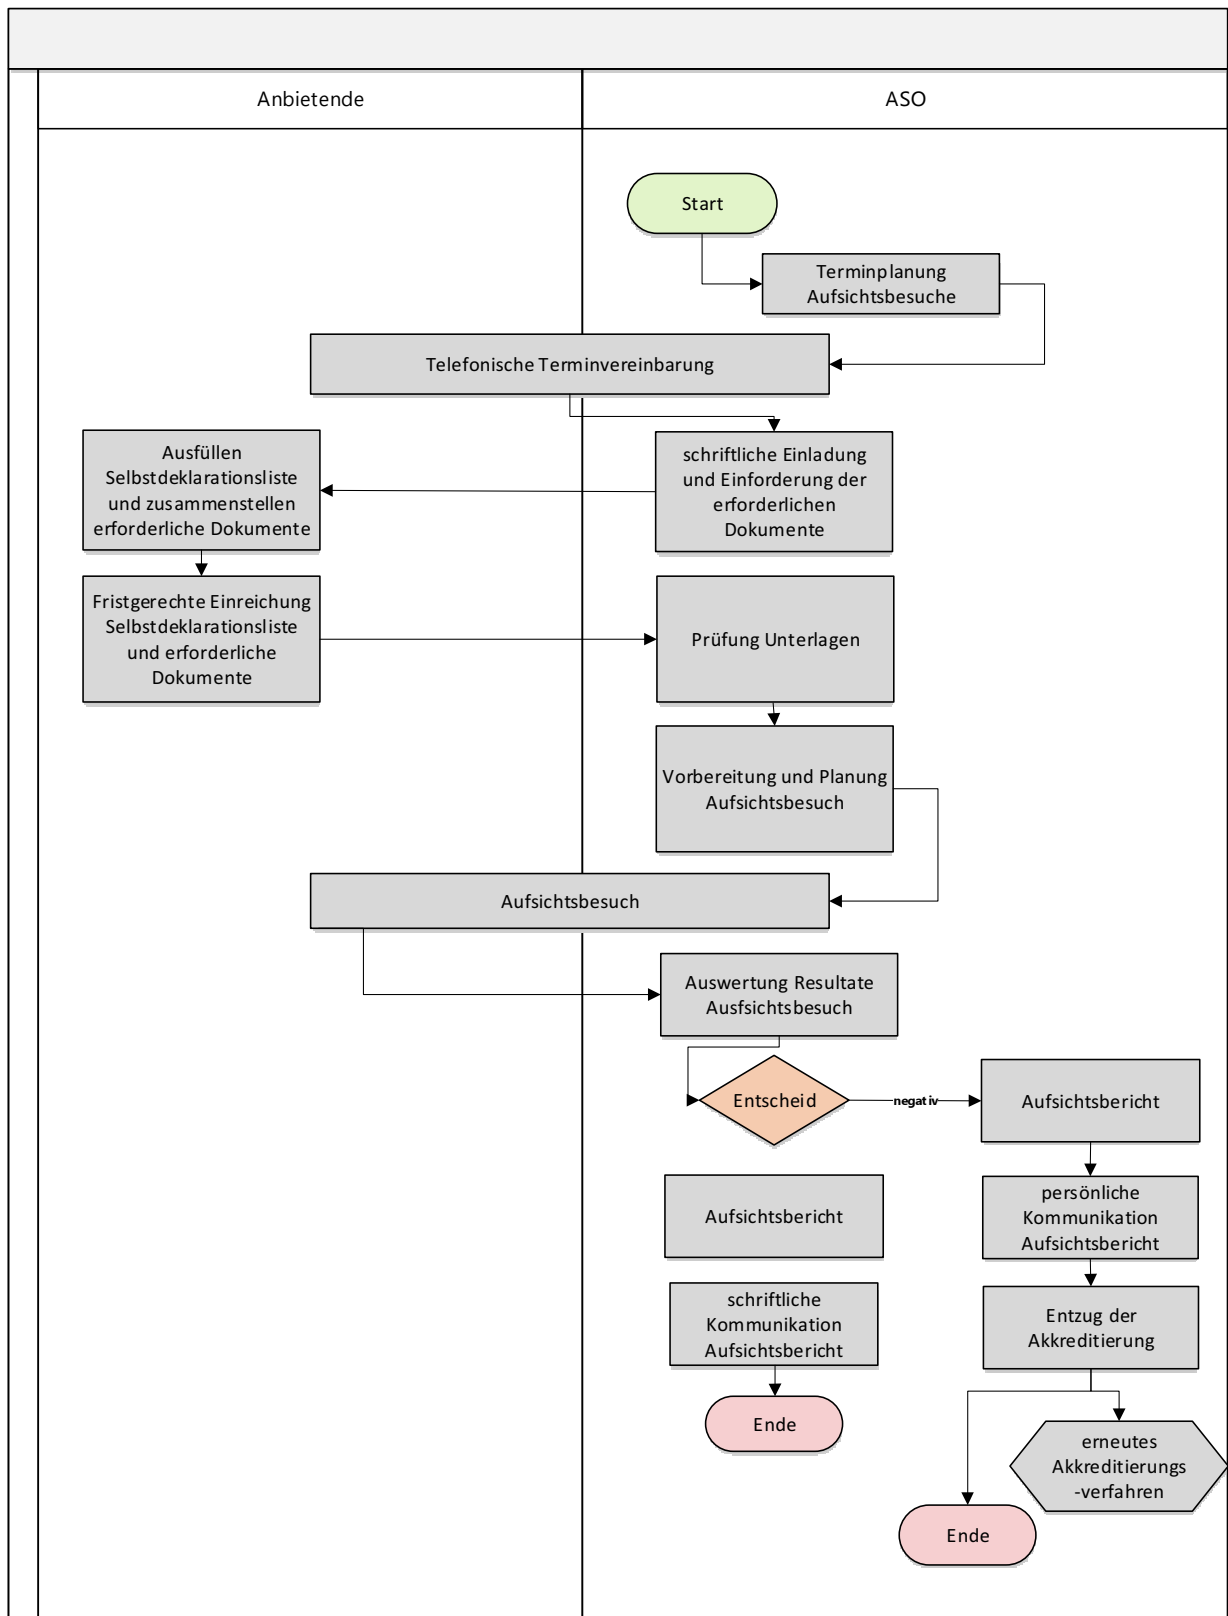 Anbietende
ASO
Start
Terminplanung
Aufsichtsbesuche
Telefonische Terminvereinbarung
Ausfüllen
Selbstdeklarationsliste
und zusammenstellen
erforderliche Dokumente
schriftliche Einladung
und Einforderung der
erforderlichen
Dokumente
Fristgerechte Einreichung
Selbstdeklarationsliste
und erforderliche
Dokumente
Prüfung Unterlagen
Vorbereitung und Planung
Aufsichtsbesuch
Aufsichtsbesuch
Auswertung Resultate
Ausfsichtsbesuch
Entscheid
negativ
Aufsichtsbericht
Aufsichtsbericht
persönliche
Kommunikation
Aufsichtsbericht
schriftliche
Kommunikation
Aufsichtsbericht
Entzug der
Akkreditierung
Ende
erneutes
Akkreditierungs
-verfahren
Ende